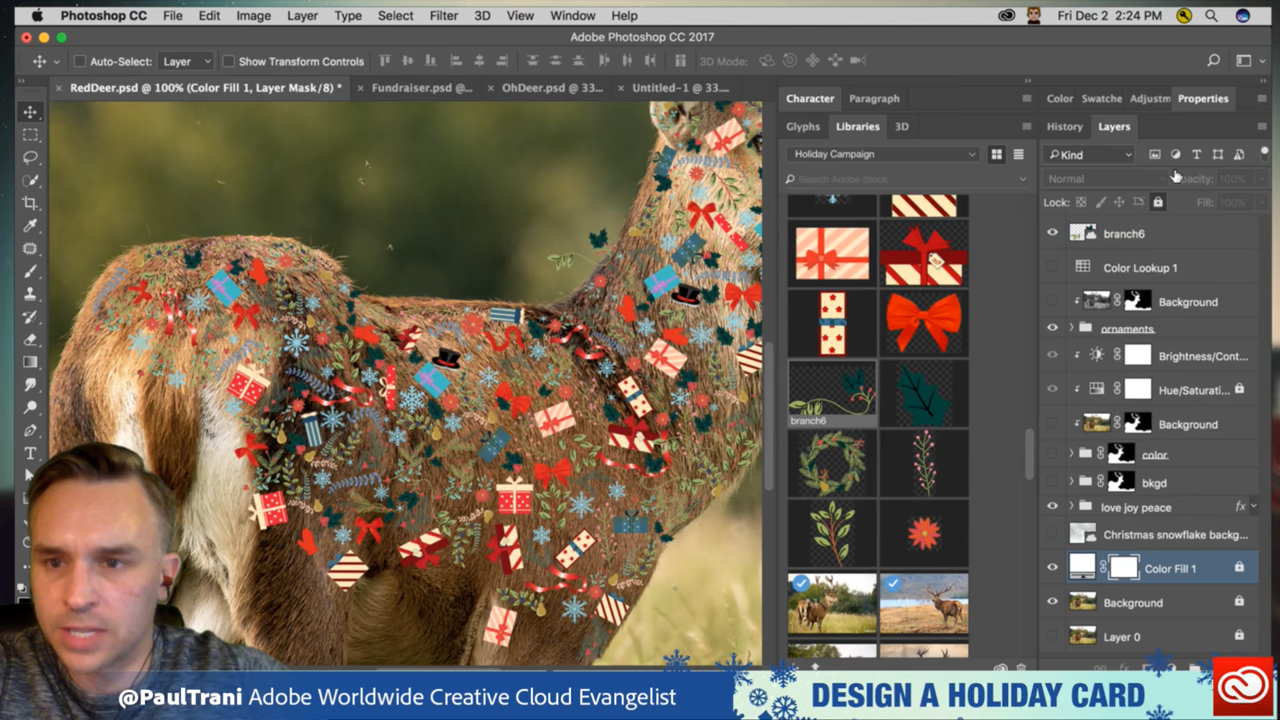 Photoshop CC File Edit Image Layer Type Select Filter 3D View Window Help Fri Dec 2 2:24 PM
Adobe Photoshop CC 2017
Auto-Select: Layer Show Transform Controls 3D Mode:
× RedDeer.psd @ 100% (Color Fill 1, Layer Mask/8) * × Fundraiser.psd @... × OhDeer.psd @ 33... × Untitled-1 @ 33....
Character Paragraph
Color Swatche Adjustm Properties
Glyphs Libraries 3D
History Layers
Holiday Campaign
Kind
Search Adobe Stock
Normal Opacity: 100%
Lock: Fill: 100%
branch6
Color Lookup 1
Background
ornaments
Brightness/Cont...
Hue/Saturati...
Background
branch6
color
bkgd
love joy peace fx
Christmas snowflake backg...
Color Fill 1
Background
Layer 0
@PaulTrani Adobe Worldwide Creative Cloud Evangelist
DESIGN A HOLIDAY CARD